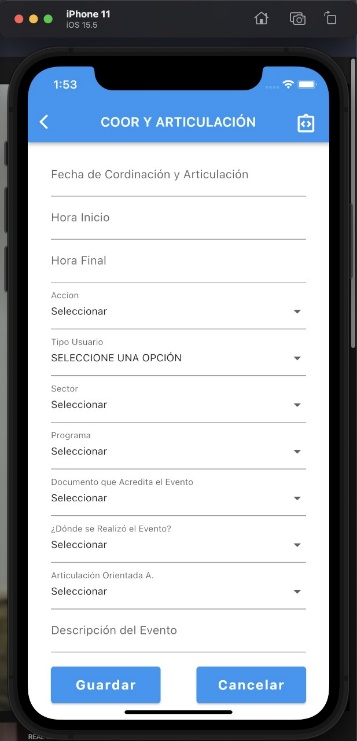 iPhone 11
iOS 15.5
1:53
COOR Y ARTICULACIÓN
Fecha de Cordinación y Articulación
Hora Inicio
Hora Final
Accion
Seleccionar
Tipo Usuario
SELECCIONE UNA OPCIÓN
Sector
Seleccionar
Programa
Seleccionar
Documento que Acredita el Evento
Seleccionar
¿Dónde se Realizó el Evento?
Seleccionar
Articulación Orientada A.
Seleccionar
Descripción del Evento
Guardar Cancelar